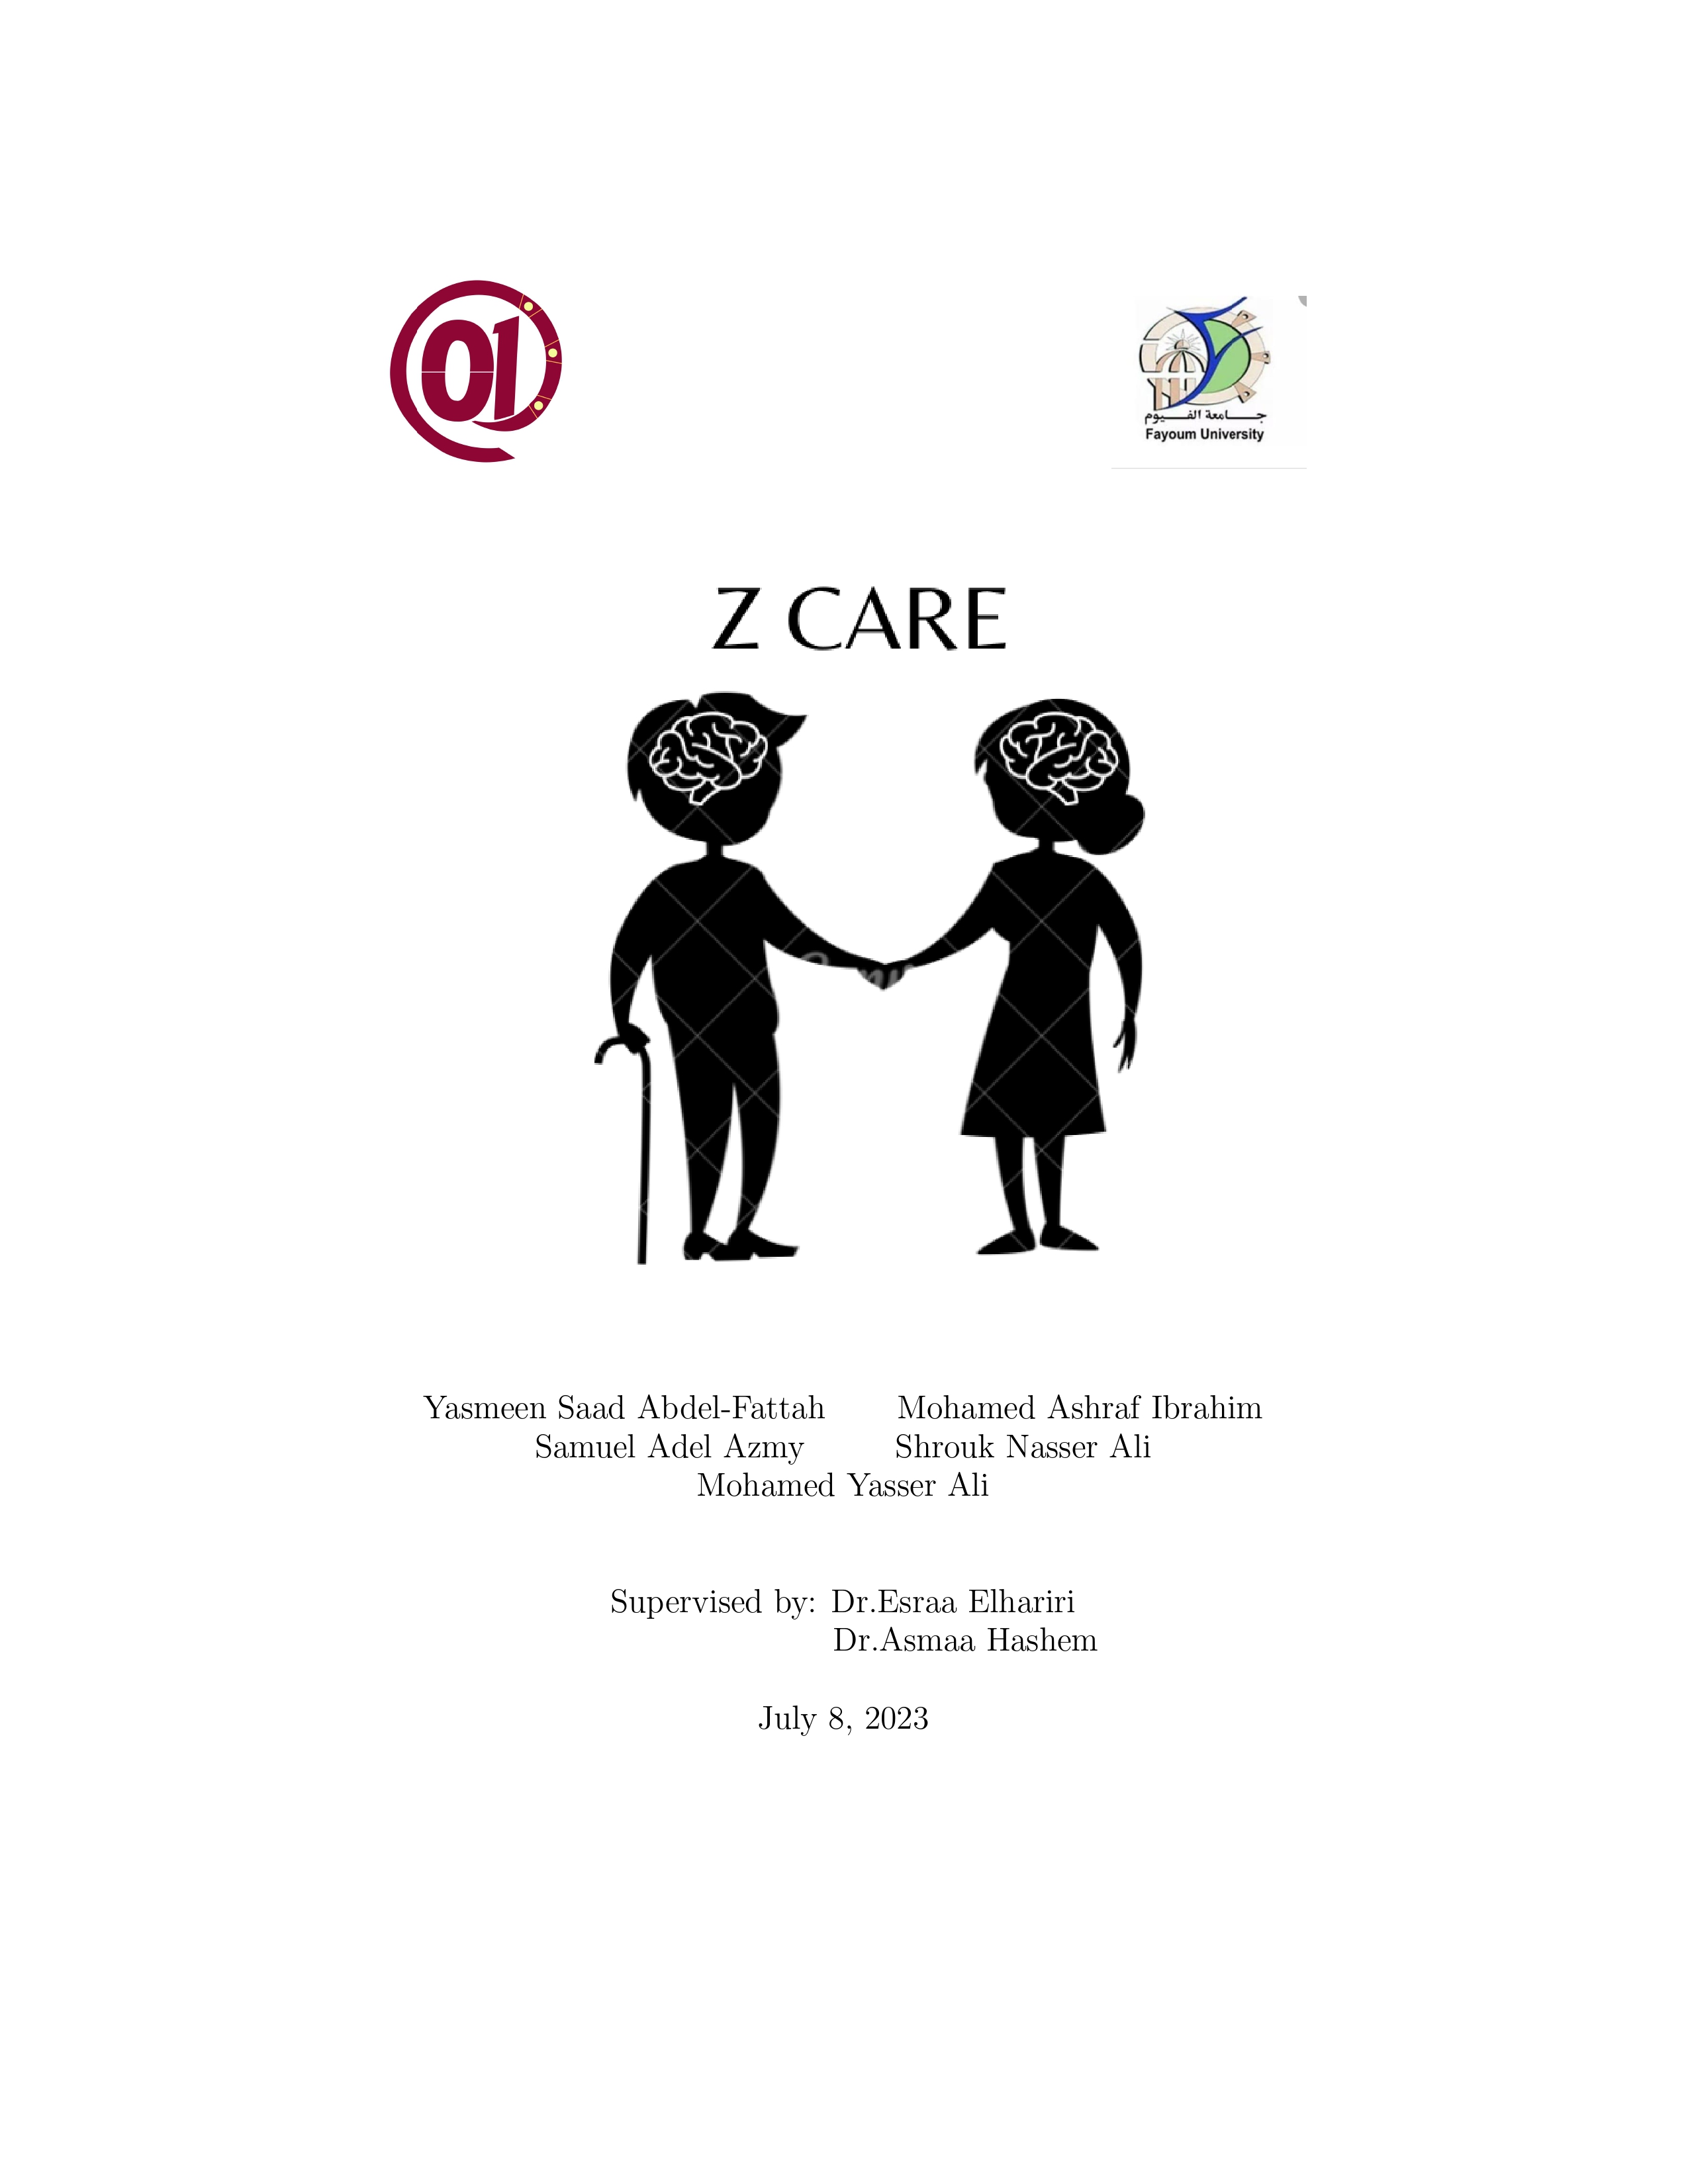 01
جامعة الفيوم
Fayoum University
Z CARE
Yasmeen Saad Abdel-Fattah Mohamed Ashraf Ibrahim
Samuel Adel Azmy Shrouk Nasser Ali
Mohamed Yasser Ali
Supervised by: Dr.Esraa Elhariri
Dr.Asmaa Hashem
July 8, 2023